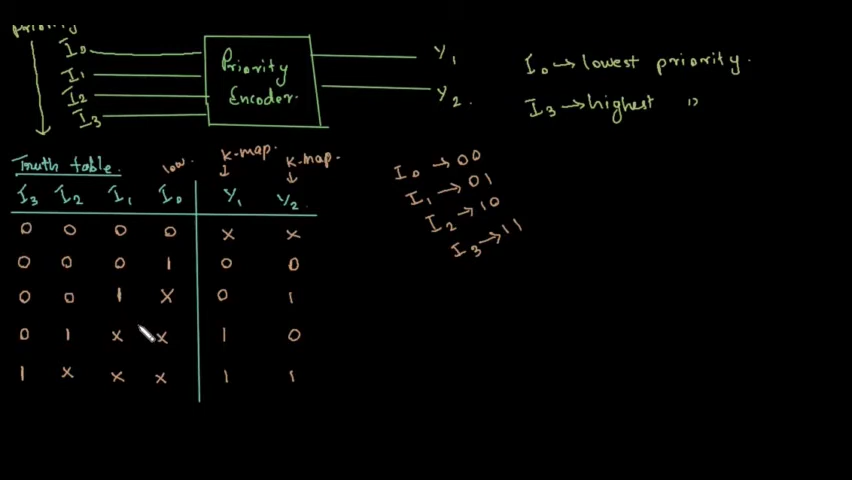 priority
I0
I1
I2
I3
Priority
Encoder.
Y1
Y2.
I0 → lowest priority.
I3 → highest "
Truth table.
low.
K-map.
K-map.
I3 I2 I1 I0 Y1 Y2
0 0 0 0 x x
0 0 0 1 0 0
0 0 1 x 0 1
0 1 x x 1 0
1 x x x 1 1
I0 → 00
I1 → 01
I2 → 10
I3 → 11